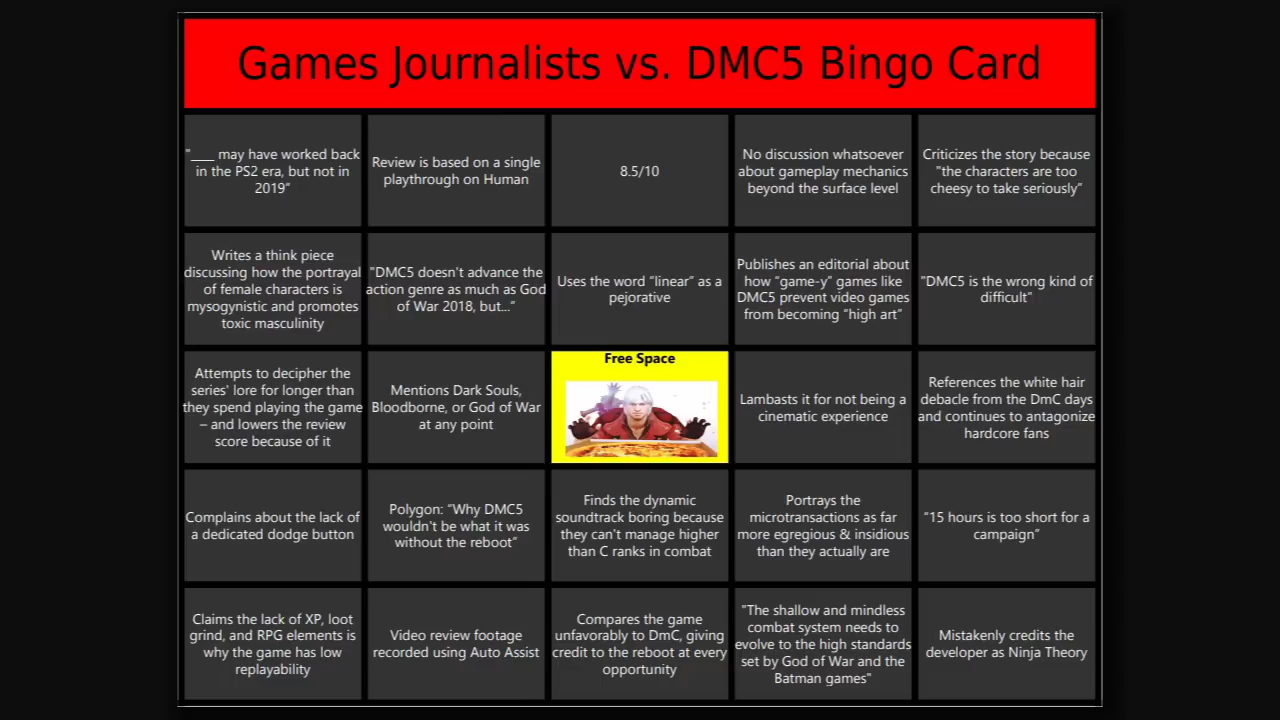 Games Journalists vs. DMC5 Bingo Card
"____ may have worked back
in the PS2 era, but not in
2019"
Review is based on a single
playthrough on Human
8.5/10
No discussion whatsoever
about gameplay mechanics
beyond the surface level
Criticizes the story because
"the characters are too
cheesy to take seriously"
Writes a think piece
discussing how the portrayal
of female characters is
mysogynistic and promotes
toxic masculinity
"DMC5 doesn't advance the
action genre as much as God
of War 2018, but..."
Uses the word “linear” as a
pejorative
Publishes an editorial about
how “game-y” games like
DMC5 prevent video games
from becoming “high art”
"DMC5 is the wrong kind of
difficult"
Attempts to decipher the
series' lore for longer than
they spend playing the game
– and lowers the review
score because of it
Mentions Dark Souls,
Bloodborne, or God of War
at any point
Free Space
Lambasts it for not being a
cinematic experience
References the white hair
debacle from the DmC days
and continues to antagonize
hardcore fans
Complains about the lack of
a dedicated dodge button
Polygon: “Why DMC5
wouldn't be what it was
without the reboot”
Finds the dynamic
soundtrack boring because
they can't manage higher
than C ranks in combat
Portrays the
microtransactions as far
more egregious & insidious
than they actually are
“15 hours is too short for a
campaign”
Claims the lack of XP, loot
grind, and RPG elements is
why the game has low
replayability
Video review footage
recorded using Auto Assist
Compares the game
unfavorably to DmC, giving
credit to the reboot at every
opportunity
"The shallow and mindless
combat system needs to
evolve to the high standards
set by God of War and the
Batman games"
Mistakenly credits the
developer as Ninja Theory